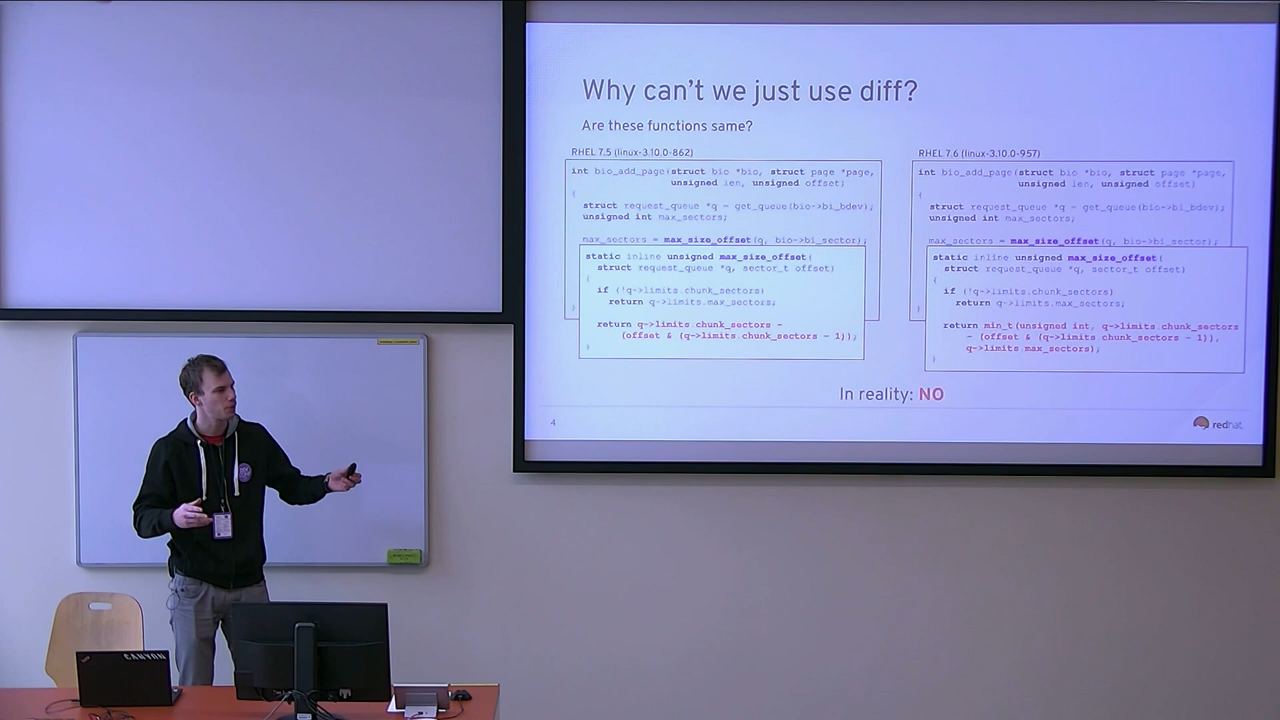 Why can't we just use diff?
Are these functions same?
RHEL 7.5 (linux-3.10.0-862)
int bio_add_page(struct bio *bio, struct page *page,
unsigned len, unsigned offset)
{
struct request_queue *q = get_queue(bio->bi_bdev);
unsigned int max_sectors;
max_sectors = max_size_offset(q, bio->bi_sector);
static inline unsigned max_size_offset(
struct request_queue *q, sector_t offset)
{
if (!q->limits.chunk_sectors)
return q->limits.max_sectors;
return q->limits.chunk_sectors -
(offset & (q->limits.chunk_sectors - 1));
}
}
RHEL 7.6 (linux-3.10.0-957)
int bio_add_page(struct bio *bio, struct page *page,
unsigned len, unsigned offset)
{
struct request_queue *q = get_queue(bio->bi_bdev);
unsigned int max_sectors;
max_sectors = max_size_offset(q, bio->bi_sector);
static inline unsigned max_size_offset(
struct request_queue *q, sector_t offset)
{
if (!q->limits.chunk_sectors)
return q->limits.max_sectors;
return min_t(unsigned int, q->limits.chunk_sectors
- (offset & (q->limits.chunk_sectors - 1)),
q->limits.max_sectors);
}
}
In reality: NO
4
redhat
CANYON